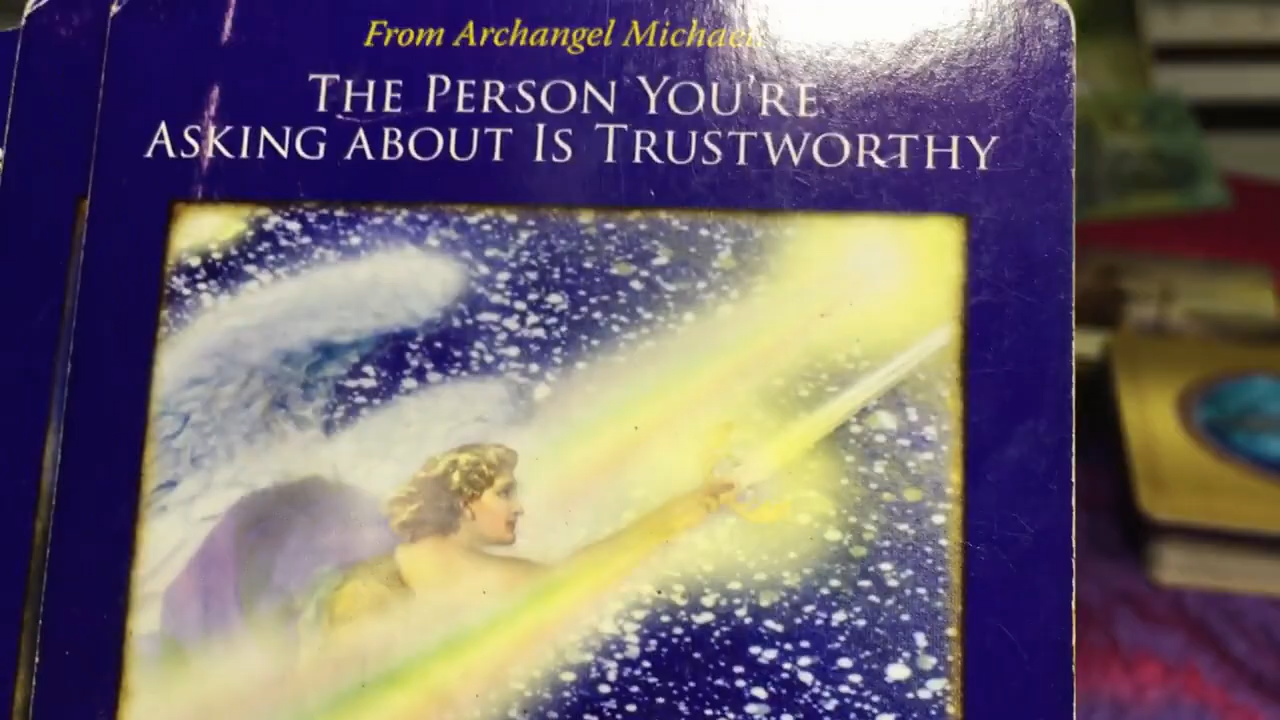 From Archangel Michael
THE PERSON YOU'RE
ASKING ABOUT IS TRUSTWORTHY